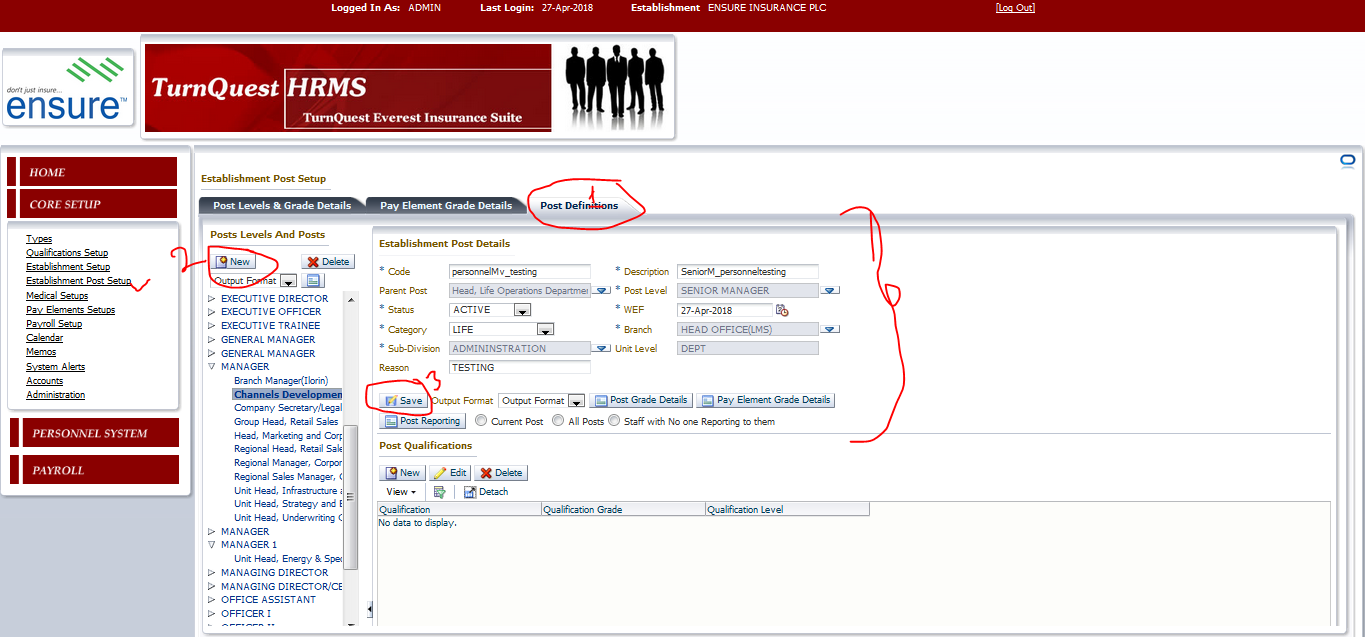 Logged In As: ADMIN Last Login: 27-Apr-2018 Establishment ENSURE INSURANCE PLC [Log Out]
don't just insure...
ensure™
TurnQuest HRMS
TurnQuest Everest Insurance Suite
HOME
CORE SETUP
Types
Qualifications Setup
Establishment Setup
Establishment Post Setup
Medical Setups
Pay Elements Setups
Payroll Setup
Calendar
Memos
System Alerts
Accounts
Administration
PERSONNEL SYSTEM
PAYROLL
Establishment Post Setup
Post Levels & Grade Details Pay Element Grade Details Post Definitions
1
Posts Levels And Posts
2
New Delete
Output Format
EXECUTIVE DIRECTOR
EXECUTIVE OFFICER
EXECUTIVE TRAINEE
GENERAL MANAGER
GENERAL MANAGER
MANAGER
Branch Manager(Ilorin)
Channels Developmen
Company Secretary/Legal
Group Head, Retail Sales
Head, Marketing and Corp
Regional Head, Retail Sale
Regional Manager, Corpor
Regional Sales Manager, C
Unit Head, Infrastructure a
Unit Head, Strategy and B
Unit Head, Underwriting C
MANAGER
MANAGER 1
Unit Head, Energy & Spec
MANAGING DIRECTOR
MANAGING DIRECTOR/CE
OFFICE ASSISTANT
OFFICER I
OFFICER II
Establishment Post Details
* Code personnelMv_testing * Description SeniorM_personneltesting
Parent Post Head, Life Operations Departmen * Post Level SENIOR MANAGER
* Status ACTIVE * WEF 27-Apr-2018
* Category LIFE * Branch HEAD OFFICE(LMS)
* Sub-Division ADMININSTRATION Unit Level DEPT
Reason TESTING
3
Save Output Format Output Format Post Grade Details Pay Element Grade Details
Post Reporting Current Post All Posts Staff with No one Reporting to them
Post Qualifications
New Edit Delete
View Detach
Qualification Qualification Grade Qualification Level
No data to display.